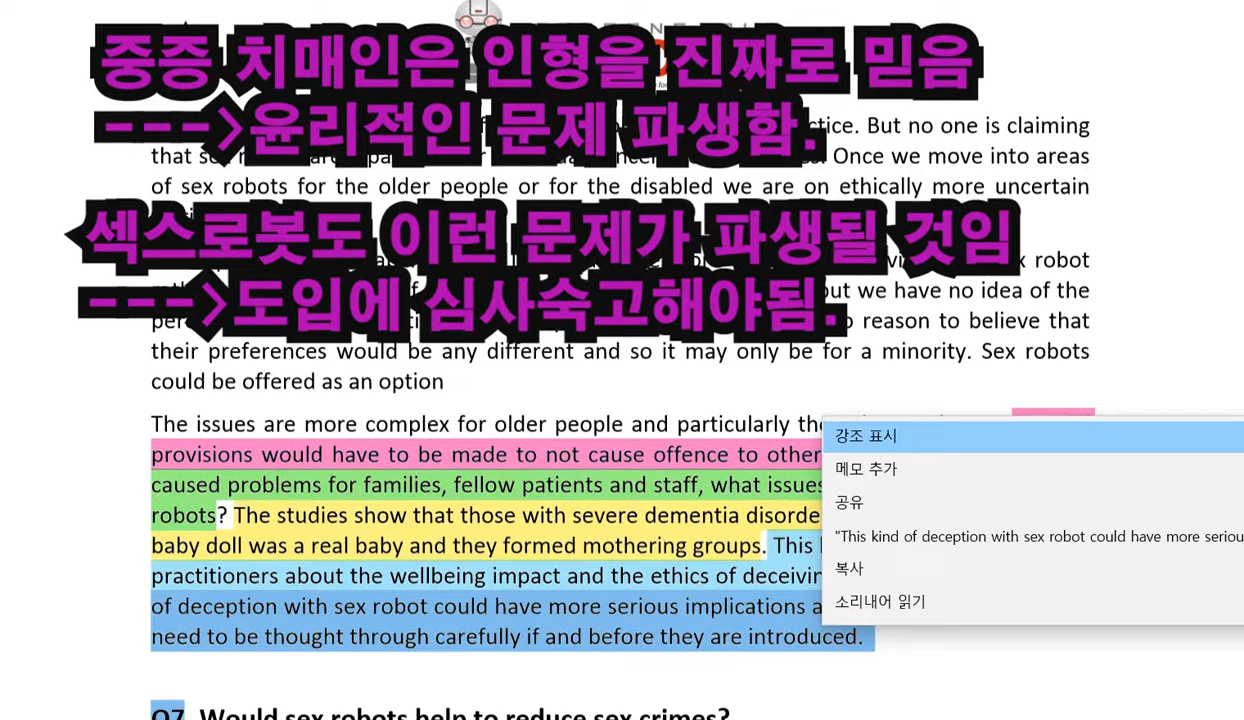 중증 치매인은 인형을 진짜로 믿음
--->윤리적인 문제 파생함.
tice. But no one is claiming
that Once we move into areas
of sex robots for the older people or for the disabled we are on ethically more uncertain
섹스로봇도 이런 문제가 파생될 것임
robot
--->도입에 심사숙고해야됨.
but we have no idea of the
reason to believe that
their preferences would be any different and so it may only be for a minority. Sex robots
could be offered as an option
The issues are more complex for older people and particularly
provisions would have to be made to not cause offence to other
caused problems for families, fellow patients and staff, what issues
robots? The studies show that those with severe dementia
baby doll was a real baby and they formed mothering groups. This
practitioners about the wellbeing impact and the ethics of
of deception with sex robot could have more serious implications
need to be thought through carefully if and before they are introduced.
강조 표시
메모 추가
공유
"This kind of deception with sex robot could have more seriou
복사
소리내어 읽기
Q7 Would sex robots help to reduce sex crimes?